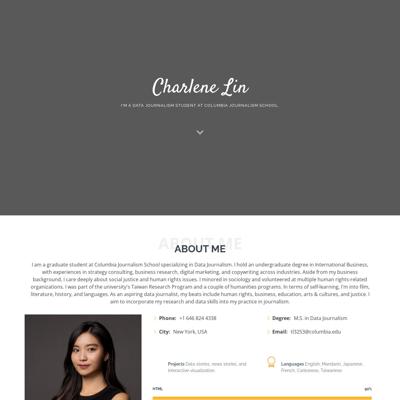 Charlene Lin
I'M A DATA JOURNALISM STUDENT AT COLUMBIA JOURNALISM SCHOOL.
ABOUT ME
ABOUT ME
I am a graduate student at Columbia Journalism School specializing in Data Journalism. I hold an undergraduate degree in International Business,
with experiences in strategy consulting, business research, digital marketing, and copywriting across industries. Aside from my business
background, I care deeply about social justice and human rights issues. I minored in sociology and volunteered at multiple human rights-related
organizations. I was part of the university's Taiwan Research Program and a couple of humanities programs. In terms of self-learning, I'm into film,
literature, history, and languages. As an aspiring data journalist, my beats include human rights, business, education, arts & cultures, and justice. I
aim to incorporate my research and data skills into my practice in journalism.
Phone: +1 646 824 4338
Degree: M.S. in Data Journalism
City: New York, USA
Email: tl3253@columbia.edu
Projects Data stories, news stories, and
interactive visualization.
Languages English, Mandarin, Japanese,
French, Cantonese, Taiwanese
HTML
90%